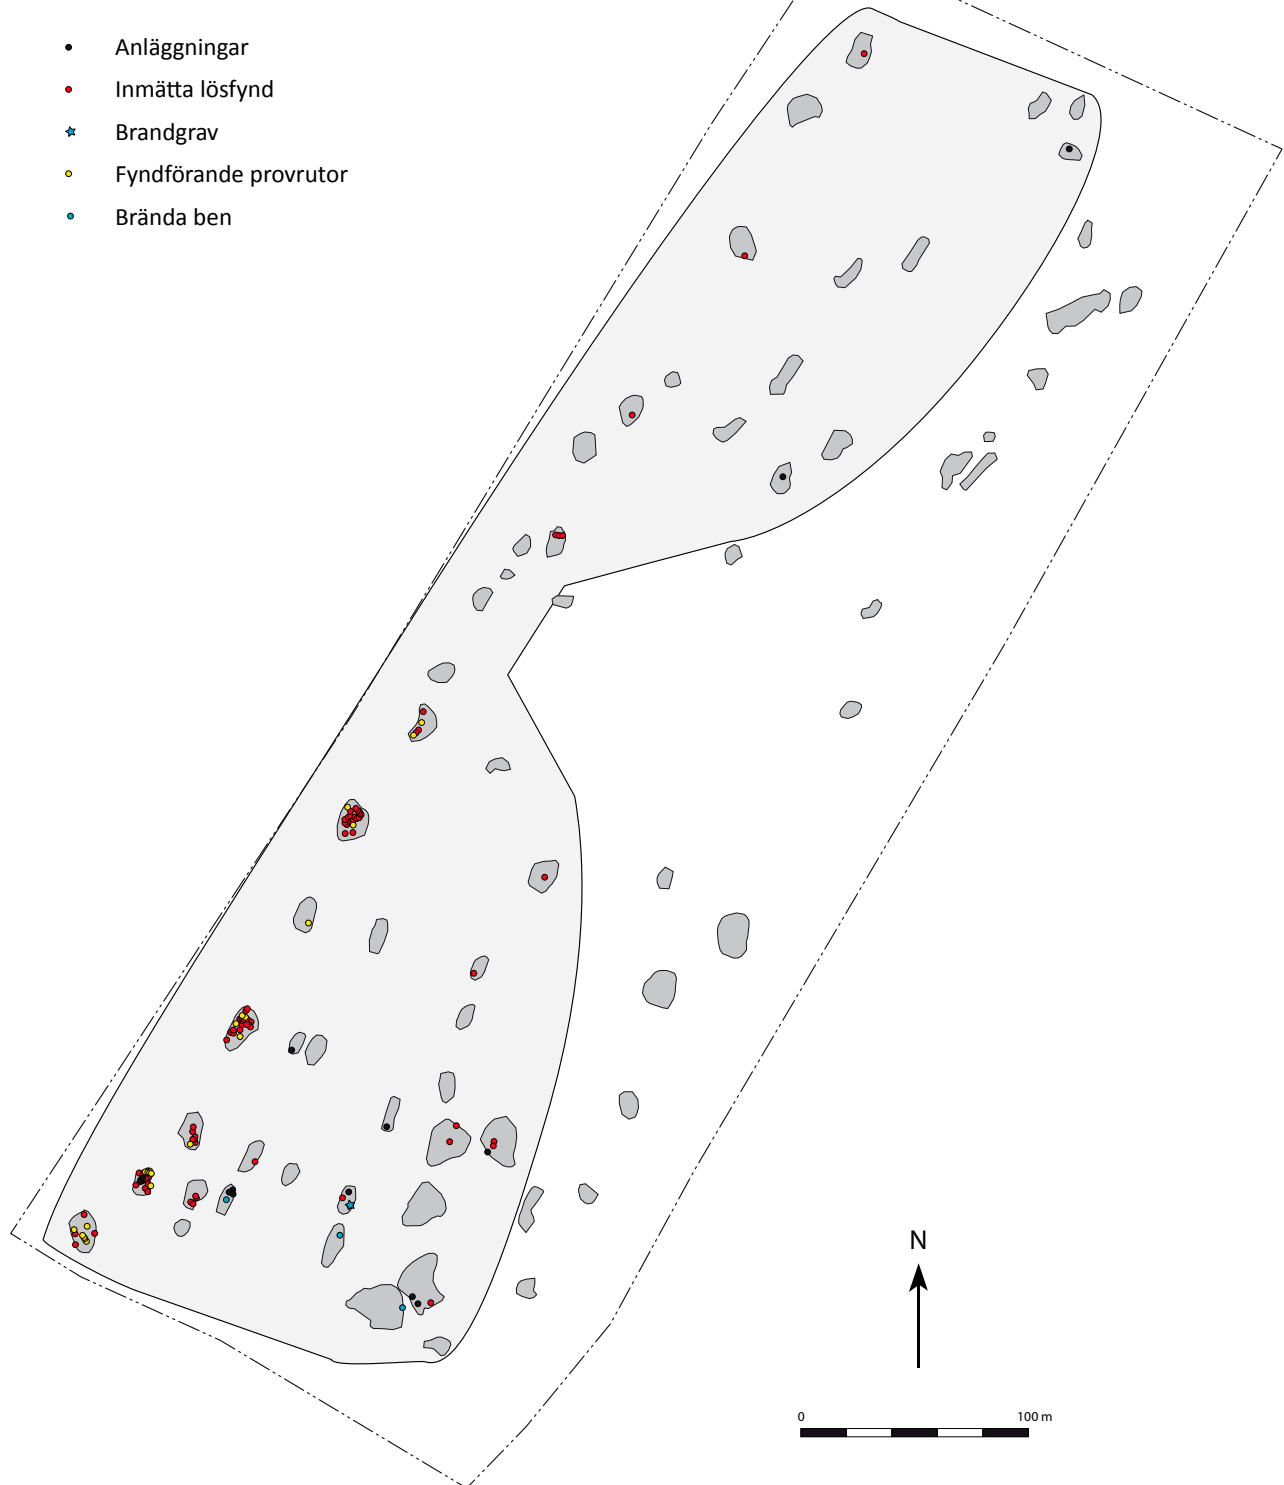 Anläggningar
Inmätta lösfynd
Brandgrav
Fyndförande provrutor
Brända ben
N
0 100 m